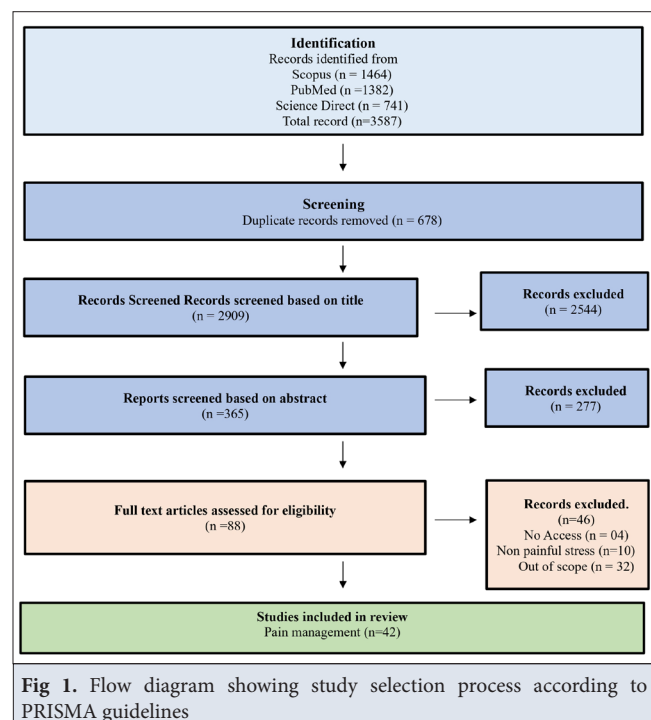 Identification
Records identified from
Scopus (n = 1464)
PubMed (n =1382)
Science Direct (n = 741)
Total record (n=3587)
Screening
Duplicate records removed (n = 678)
Records Screened Records screened based on title
(n = 2909)
Records excluded
(n = 2544)
Reports screened based on abstract
(n =365)
Records excluded
(n = 277)
Full text articles assessed for eligibility
(n =88)
Records excluded.
(n=46)
No Access (n = 04)
Non painful stress (n=10)
Out of scope (n = 32)
Studies included in review
Pain management (n=42)
Fig 1. Flow diagram showing study selection process according to
PRISMA guidelines